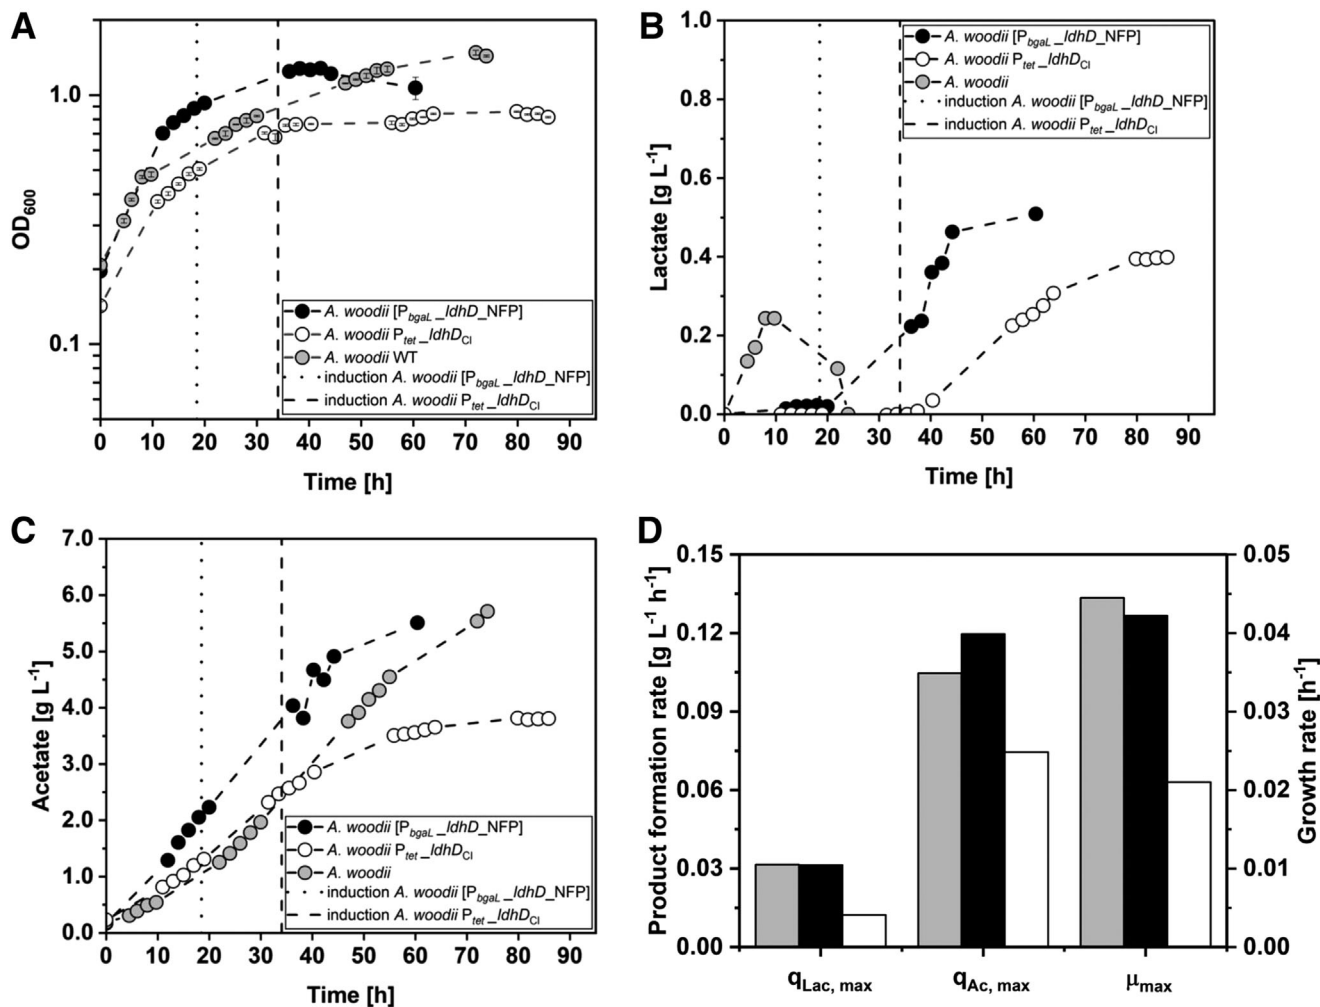 A
OD600
1.0
0.1
0 10 20 30 40 50 60 70 80 90
Time [h]
A. woodii [PbgaL_ldhD_NFP]
A. woodii Ptet_ldhDCl
A. woodii WT
induction A. woodii [PbgaL_ldhD_NFP]
induction A. woodii Ptet_ldhDCl
B
Lactate [g L-1]
1.0
0.8
0.6
0.4
0.2
0.0
0 10 20 30 40 50 60 70 80 90
Time [h]
A. woodii [PbgaL_ldhD_NFP]
A. woodii Ptet_ldhDCl
A. woodii
induction A. woodii [PbgaL_ldhD_NFP]
induction A. woodii Ptet_ldhDCl
C
Acetate [g L-1]
7.0
6.0
5.0
4.0
3.0
2.0
1.0
0.0
0 10 20 30 40 50 60 70 80 90
Time [h]
A. woodii [PbgaL_ldhD_NFP]
A. woodii Ptet_ldhDCl
A. woodii
induction A. woodii [PbgaL_ldhD_NFP]
induction A. woodii Ptet_ldhDCl
D
Product formation rate [g L-1 h-1]
0.15
0.12
0.09
0.06
0.03
0.00
qLac, max qAc, max μmax
0.05
0.04
0.03
0.02
0.01
0.00
Growth rate [h-1]